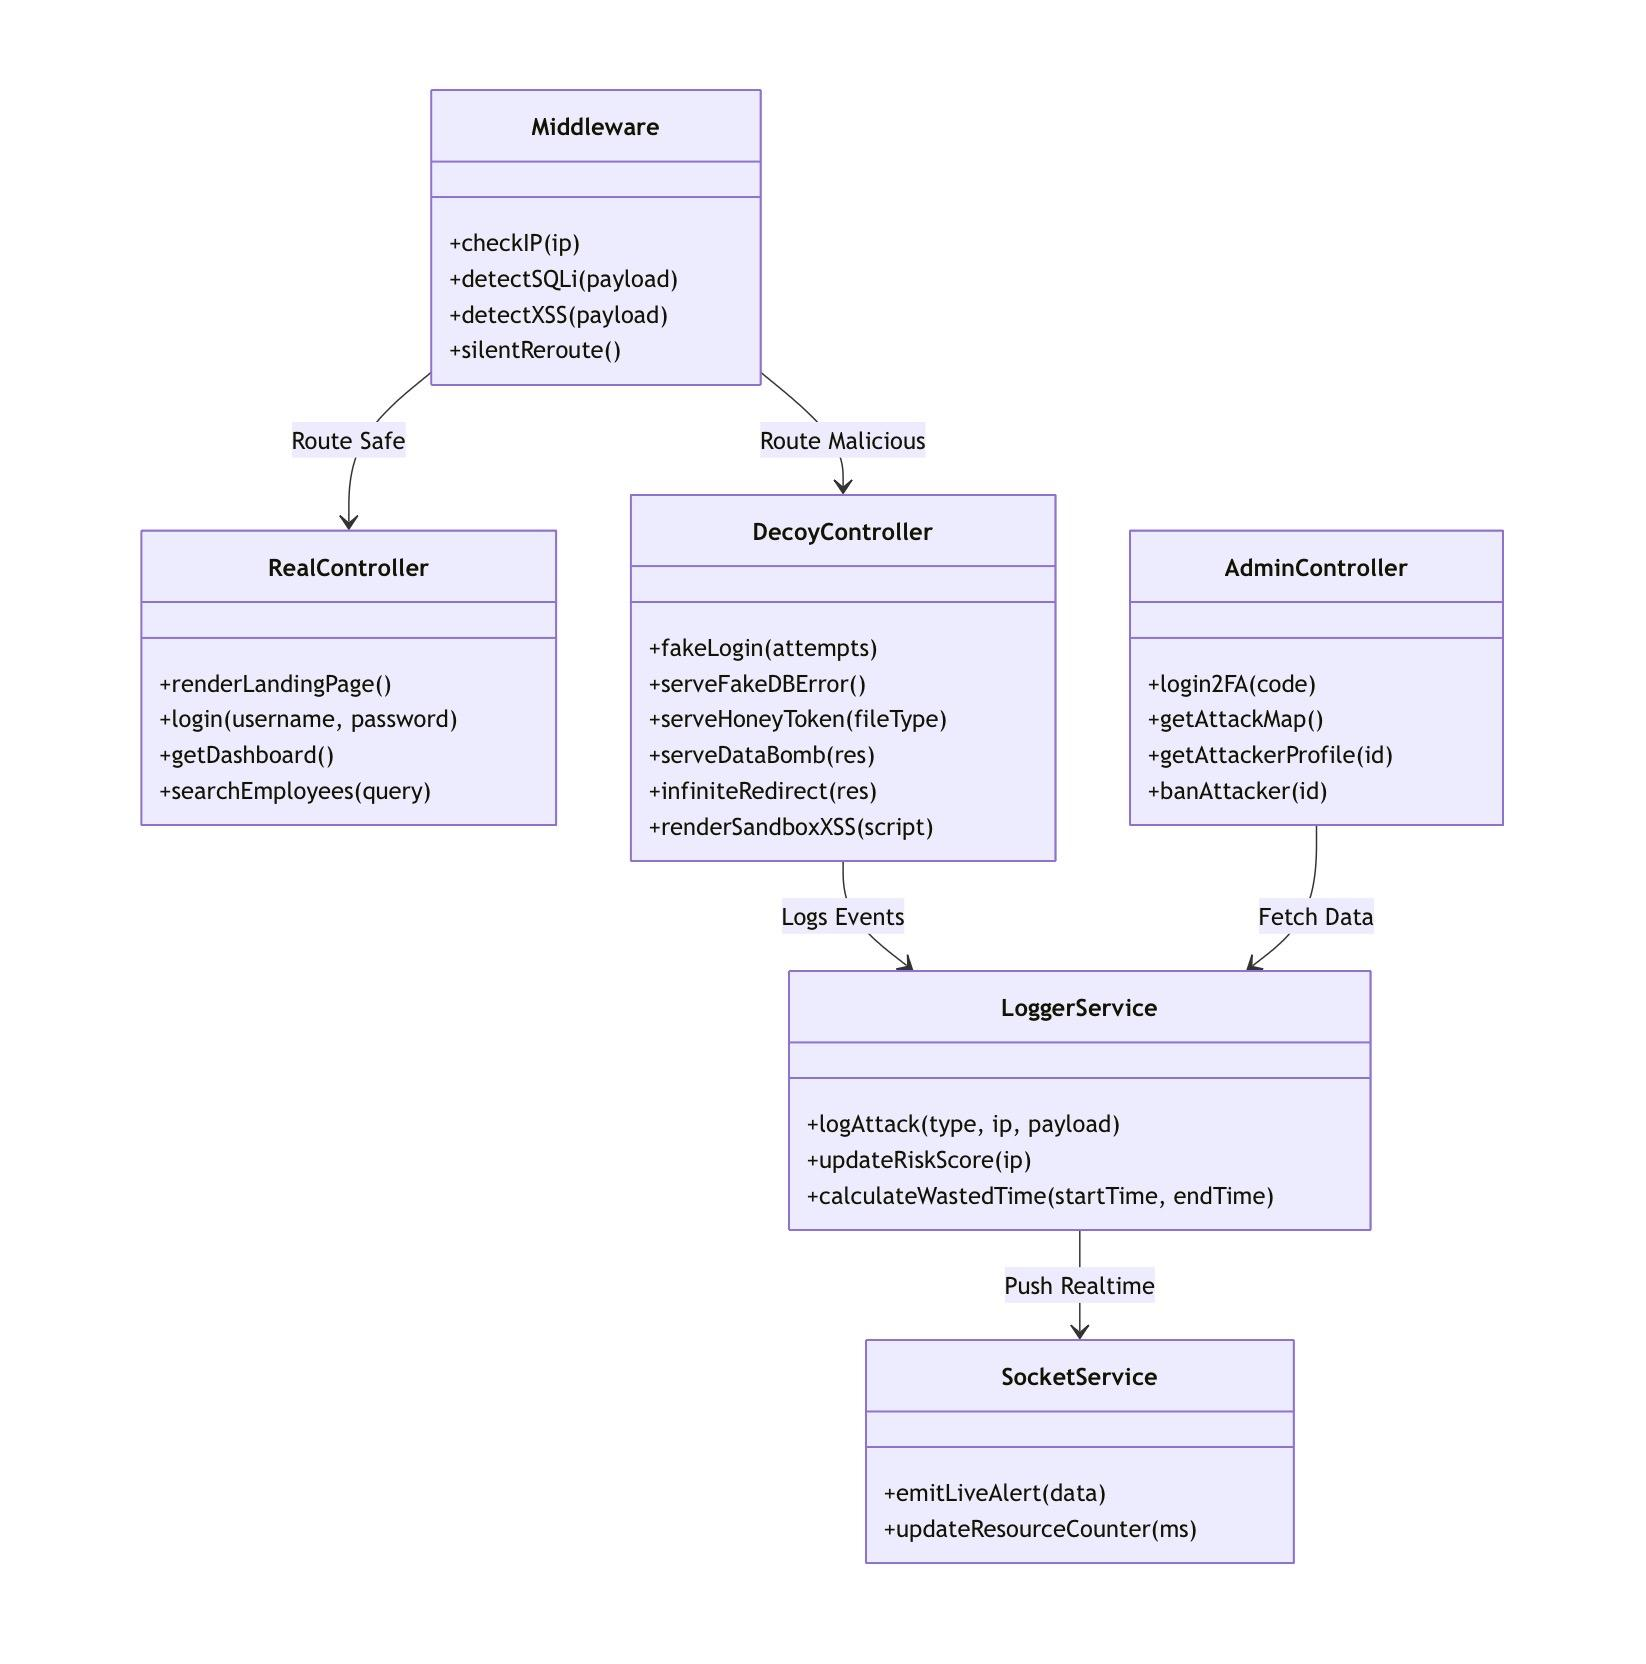 Middleware
+checkIP(ip)
+detectSQLi(payload)
+detectXSS(payload)
+silentReroute()
Route Safe
Route Malicious
RealController
+renderLandingPage()
+login(username, password)
+getDashboard()
+searchEmployees(query)
DecoyController
+fakeLogin(attempts)
+serveFakeDBError()
+serveHoneyToken(fileType)
+serveDataBomb(res)
+infiniteRedirect(res)
+renderSandboxXSS(script)
AdminController
+login2FA(code)
+getAttackMap()
+getAttackerProfile(id)
+banAttacker(id)
Logs Events
Fetch Data
LoggerService
+logAttack(type, ip, payload)
+updateRiskScore(ip)
+calculateWastedTime(startTime, endTime)
Push Realtime
SocketService
+emitLiveAlert(data)
+updateResourceCounter(ms)